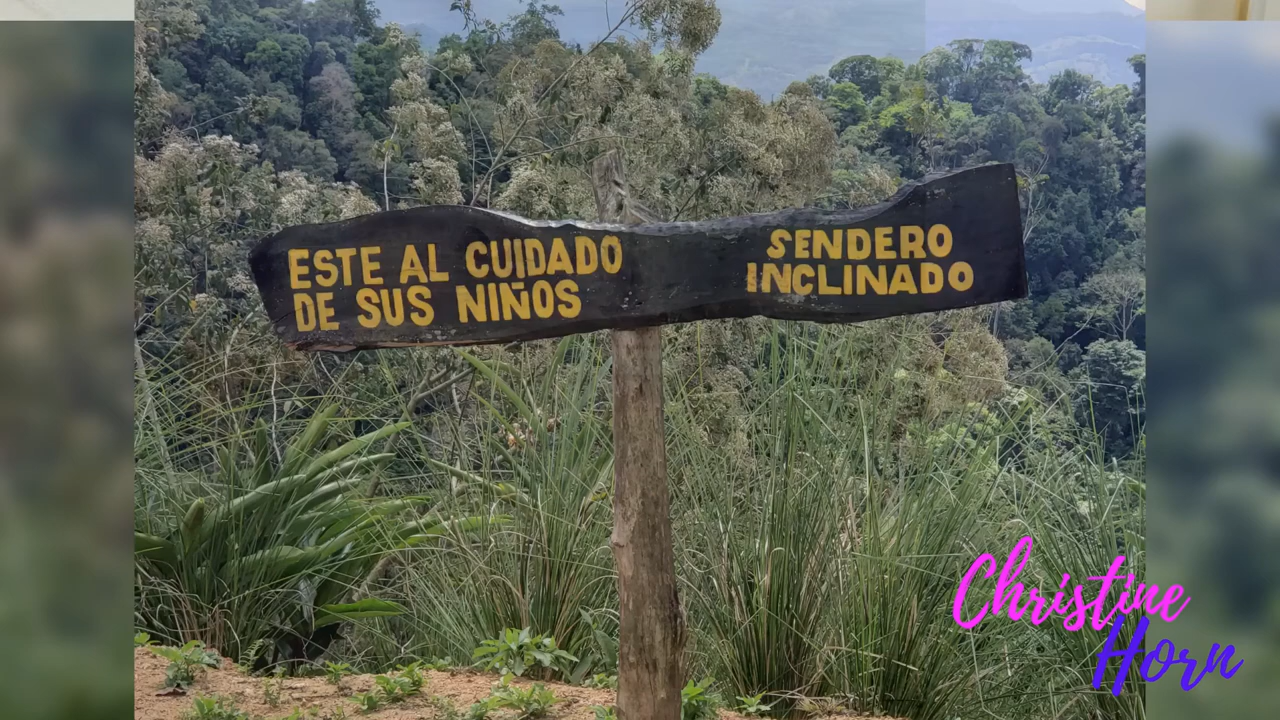 ESTE AL CUIDADO
DE SUS NIÑOS
SENDERO
INCLINADO
Christine
Horn